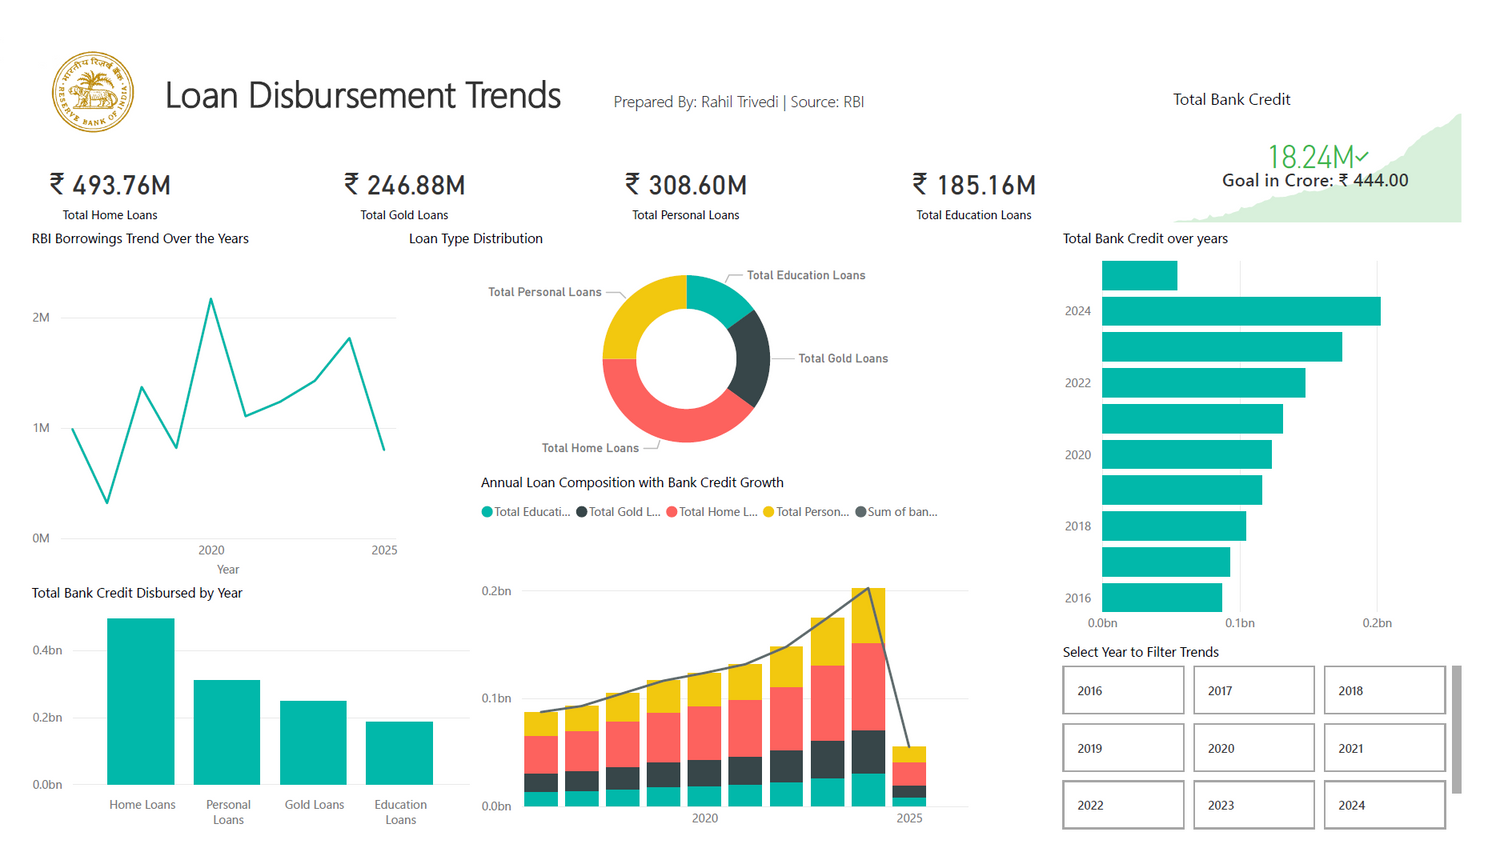 भारतीय रिज़र्व बैंक
RESERVE BANK OF INDIA
Loan Disbursement Trends
Prepared By: Rahil Trivedi | Source: RBI
Total Bank Credit
18.24M
Goal in Crore: ₹ 444.00
₹ 493.76M
Total Home Loans
₹ 246.88M
Total Gold Loans
₹ 308.60M
Total Personal Loans
₹ 185.16M
Total Education Loans
RBI Borrowings Trend Over the Years
2M
1M
0M
2020
2025
Year
Loan Type Distribution
Total Education Loans
Total Personal Loans
Total Gold Loans
Total Home Loans
Total Bank Credit over years
2024
2022
2020
2018
2016
0.0bn
0.1bn
0.2bn
Annual Loan Composition with Bank Credit Growth
Total Educati...
Total Gold L...
Total Home L...
Total Person...
Sum of ban...
0.2bn
0.1bn
0.0bn
2020
2025
Total Bank Credit Disbursed by Year
0.4bn
0.2bn
0.0bn
Home Loans
Personal
Loans
Gold Loans
Education
Loans
Select Year to Filter Trends
2016
2017
2018
2019
2020
2021
2022
2023
2024